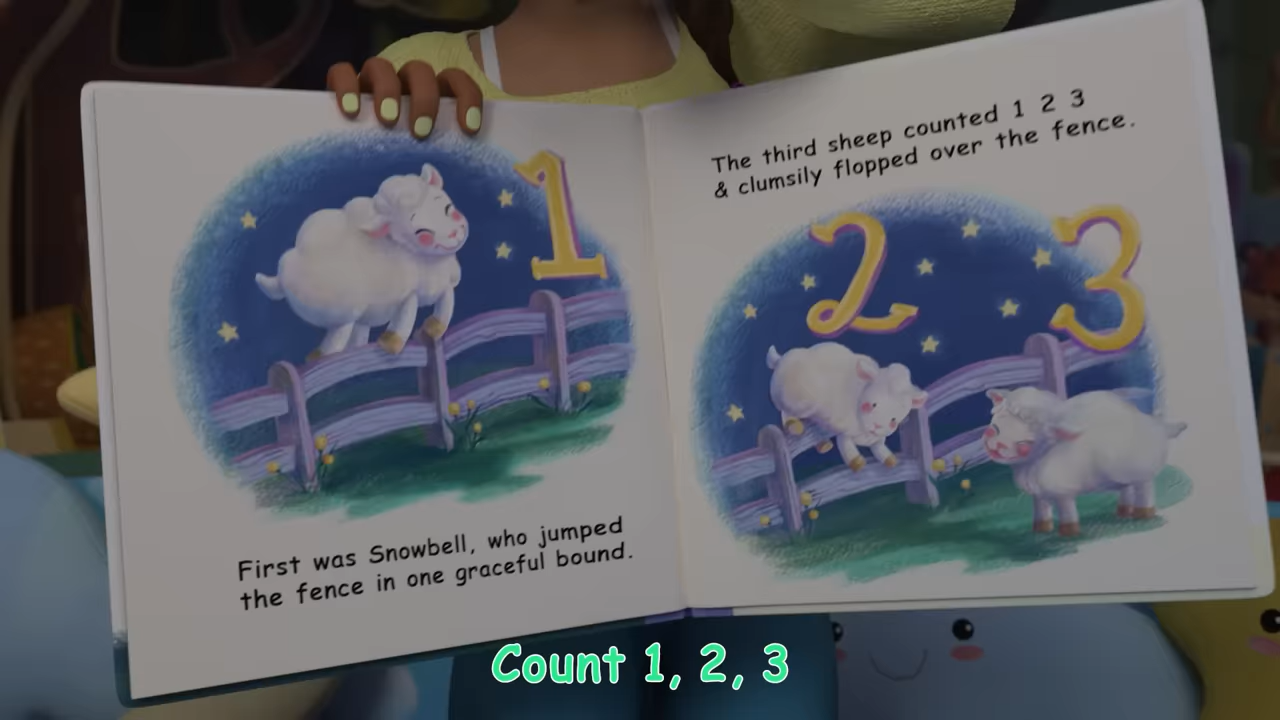 First was Snowbell, who jumped
the fence in one graceful bound.
1
The third sheep counted 1 2 3
& clumsily flopped over the fence.
2
3
Count 1, 2, 3